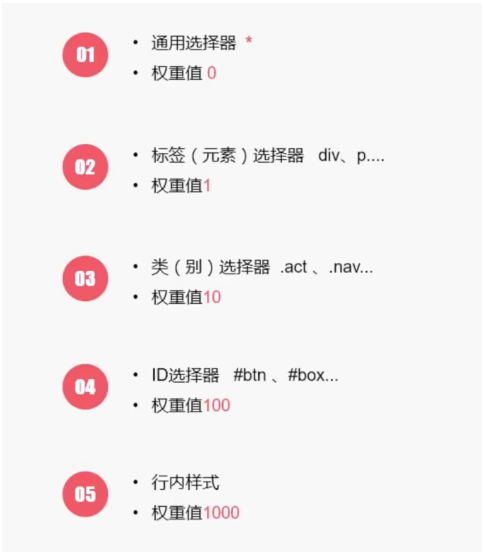 01
• 通用选择器 *
• 权重值 0
02
• 标签（元素）选择器 div、p....
• 权重值1
03
• 类（别）选择器 .act 、.nav...
• 权重值10
04
• ID选择器 #btn 、#box...
• 权重值100
05
• 行内样式
• 权重值1000